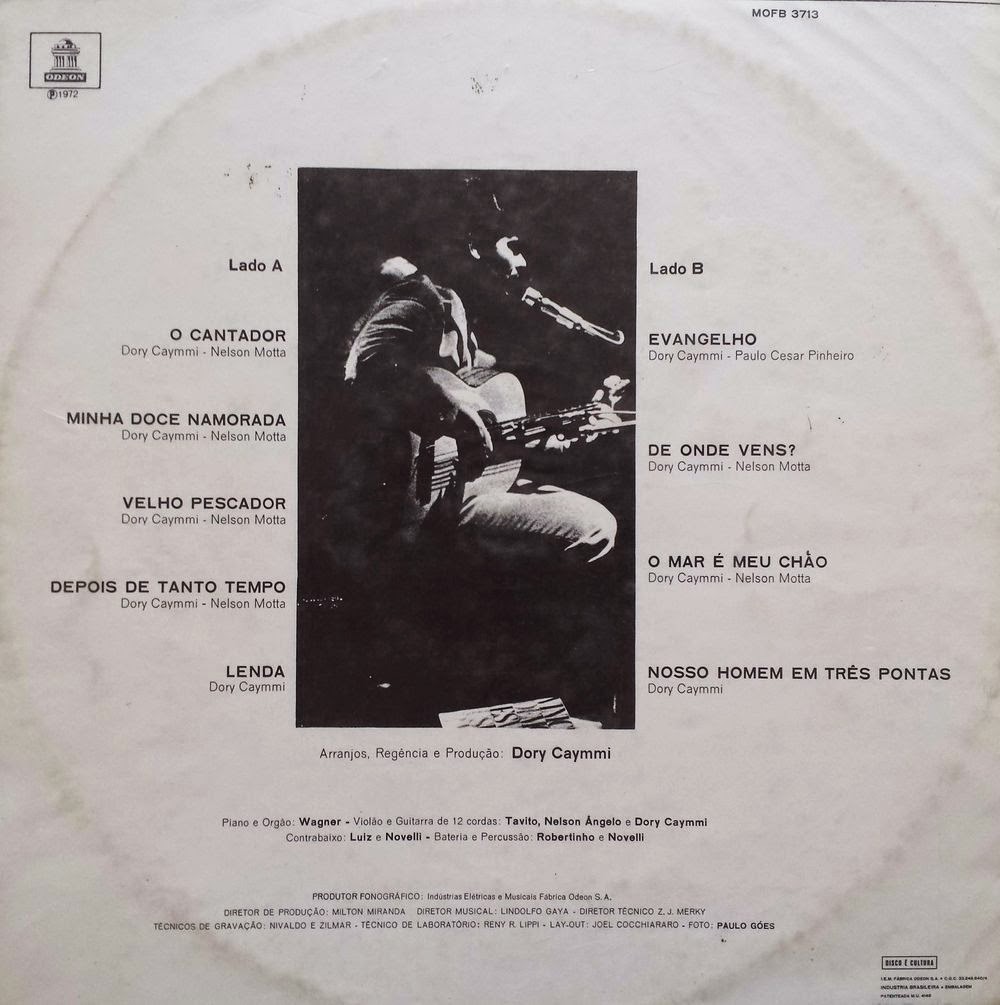 MOFB 3713
ODEON
Ⓟ1972
Lado A
O CANTADOR
Dory Caymmi - Nelson Motta
MINHA DOCE NAMORADA
Dory Caymmi - Nelson Motta
VELHO PESCADOR
Dory Caymmi - Nelson Motta
DEPOIS DE TANTO TEMPO
Dory Caymmi - Nelson Motta
LENDA
Dory Caymmi
Lado B
EVANGELHO
Dory Caymmi - Paulo Cesar Pinheiro
DE ONDE VENS?
Dory Caymmi - Nelson Motta
O MAR É MEU CHÃO
Dory Caymmi - Nelson Motta
NOSSO HOMEM EM TRÊS PONTAS
Dory Caymmi
Arranjos, Regência e Produção: Dory Caymmi
Piano e Orgão: Wagner - Violão e Guitarra de 12 cordas: Tavito, Nelson Ângelo e Dory Caymmi
Contrabaixo: Luiz e Novelli - Bateria e Percussão: Robertinho e Novelli
PRODUTOR FONOGRÁFICO: Indústrias Elétricas e Musicais Fábrica Odeon S.A.
DIRETOR DE PRODUÇÃO: MILTON MIRANDA DIRETOR MUSICAL: LINDOLFO GAYA - DIRETOR TÉCNICO Z. J. MERKY
TÉCNICOS DE GRAVAÇÃO: NIVALDO E ZILMAR - TÉCNICO DE LABORATÓRIO: RENY R. LIPPI - LAY-OUT: JOEL COCCHIARARO - FOTO: PAULO GÓES
DISCO É CULTURA
I.E.M. FÁBRICA ODEON S.A. • C.G.C.
INDUSTRIA BRASILEIRA • EMBALAGEM
PATENTEADA M.U.